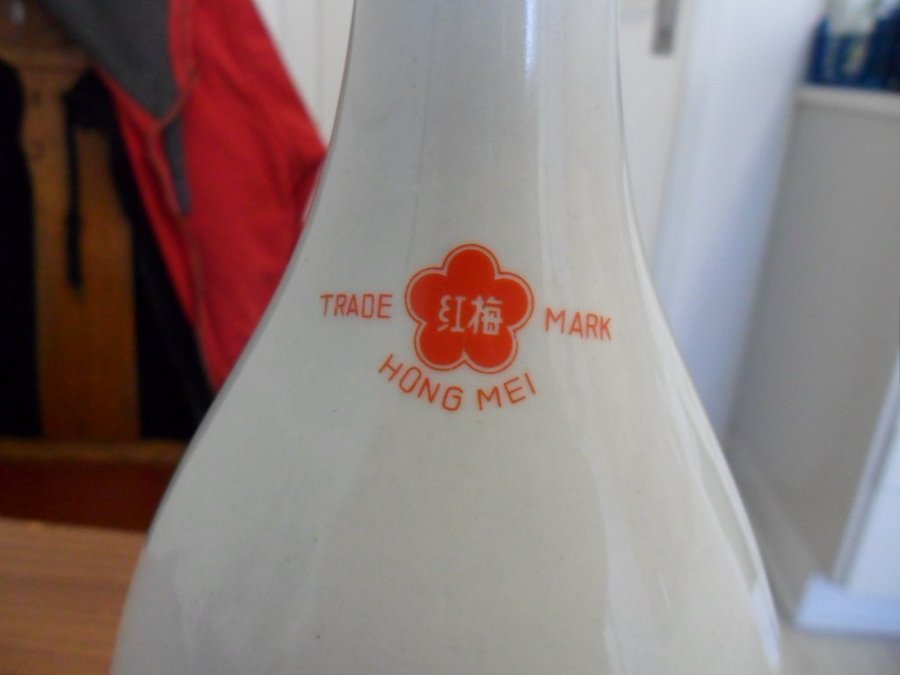 TRADE 红梅 MARK
HONG MEI